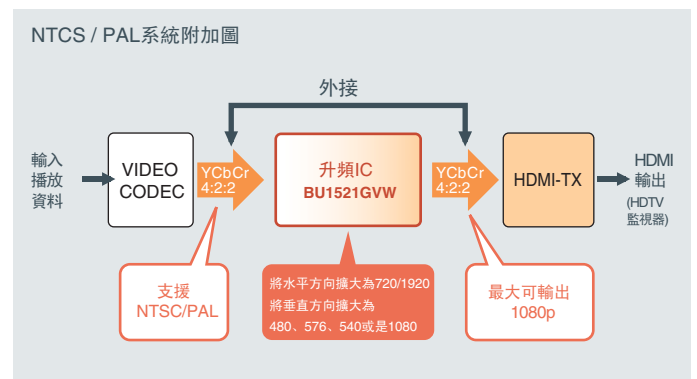 NTCS / PAL系統附加圖
外接
輸入
播放
資料
VIDEO
CODEC
YCbCr
4:2:2
升頻IC
BU1521GVW
YCbCr
4:2:2
HDMI-TX
HDMI
輸出
(HDTV
監視器)
支援
NTSC/PAL
將水平方向擴大為720/1920
將垂直方向擴大為
480、576、540或是1080
最大可輸出
1080p